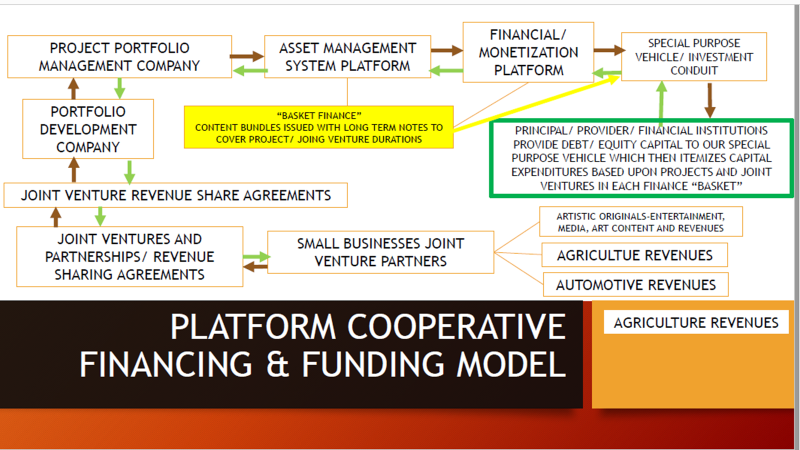 PROJECT PORTFOLIO
MANAGEMENT COMPANY
ASSET MANAGEMENT
SYSTEM PLATFORM
FINANCIAL/
MONETIZATION
PLATFORM
SPECIAL PURPOSE
VEHICLE/ INVESTMENT
CONDUIT
PORTFOLIO
DEVELOPMENT
COMPANY
"BASKET FINANCE"
CONTENT BUNDLES ISSUED WITH LONG TERM NOTES TO
COVER PROJECT/ JOING VENTURE DURATIONS
PRINCIPAL/ PROVIDER/ FINANCIAL INSTITUTIONS
PROVIDE DEBT/ EQUITY CAPITAL TO OUR SPECIAL
PURPOSE VEHICLE WHICH THEN ITEMIZES CAPITAL
EXPENDITURES BASED UPON PROJECTS AND JOINT
VENTURES IN EACH FINANCE "BASKET"
JOINT VENTURE REVENUE SHARE AGREEMENTS
JOINT VENTURES AND
PARTNERSHIPS/ REVENUE
SHARING AGREEMENTS
SMALL BUSINESSES JOINT
VENTURE PARTNERS
ARTISTIC ORIGINALS-ENTERTAINMENT,
MEDIA, ART CONTENT AND REVENUES
AGRICULTUE REVENUES
AUTOMOTIVE REVENUES
PLATFORM COOPERATIVE
FINANCING & FUNDING MODEL
AGRICULTURE REVENUES